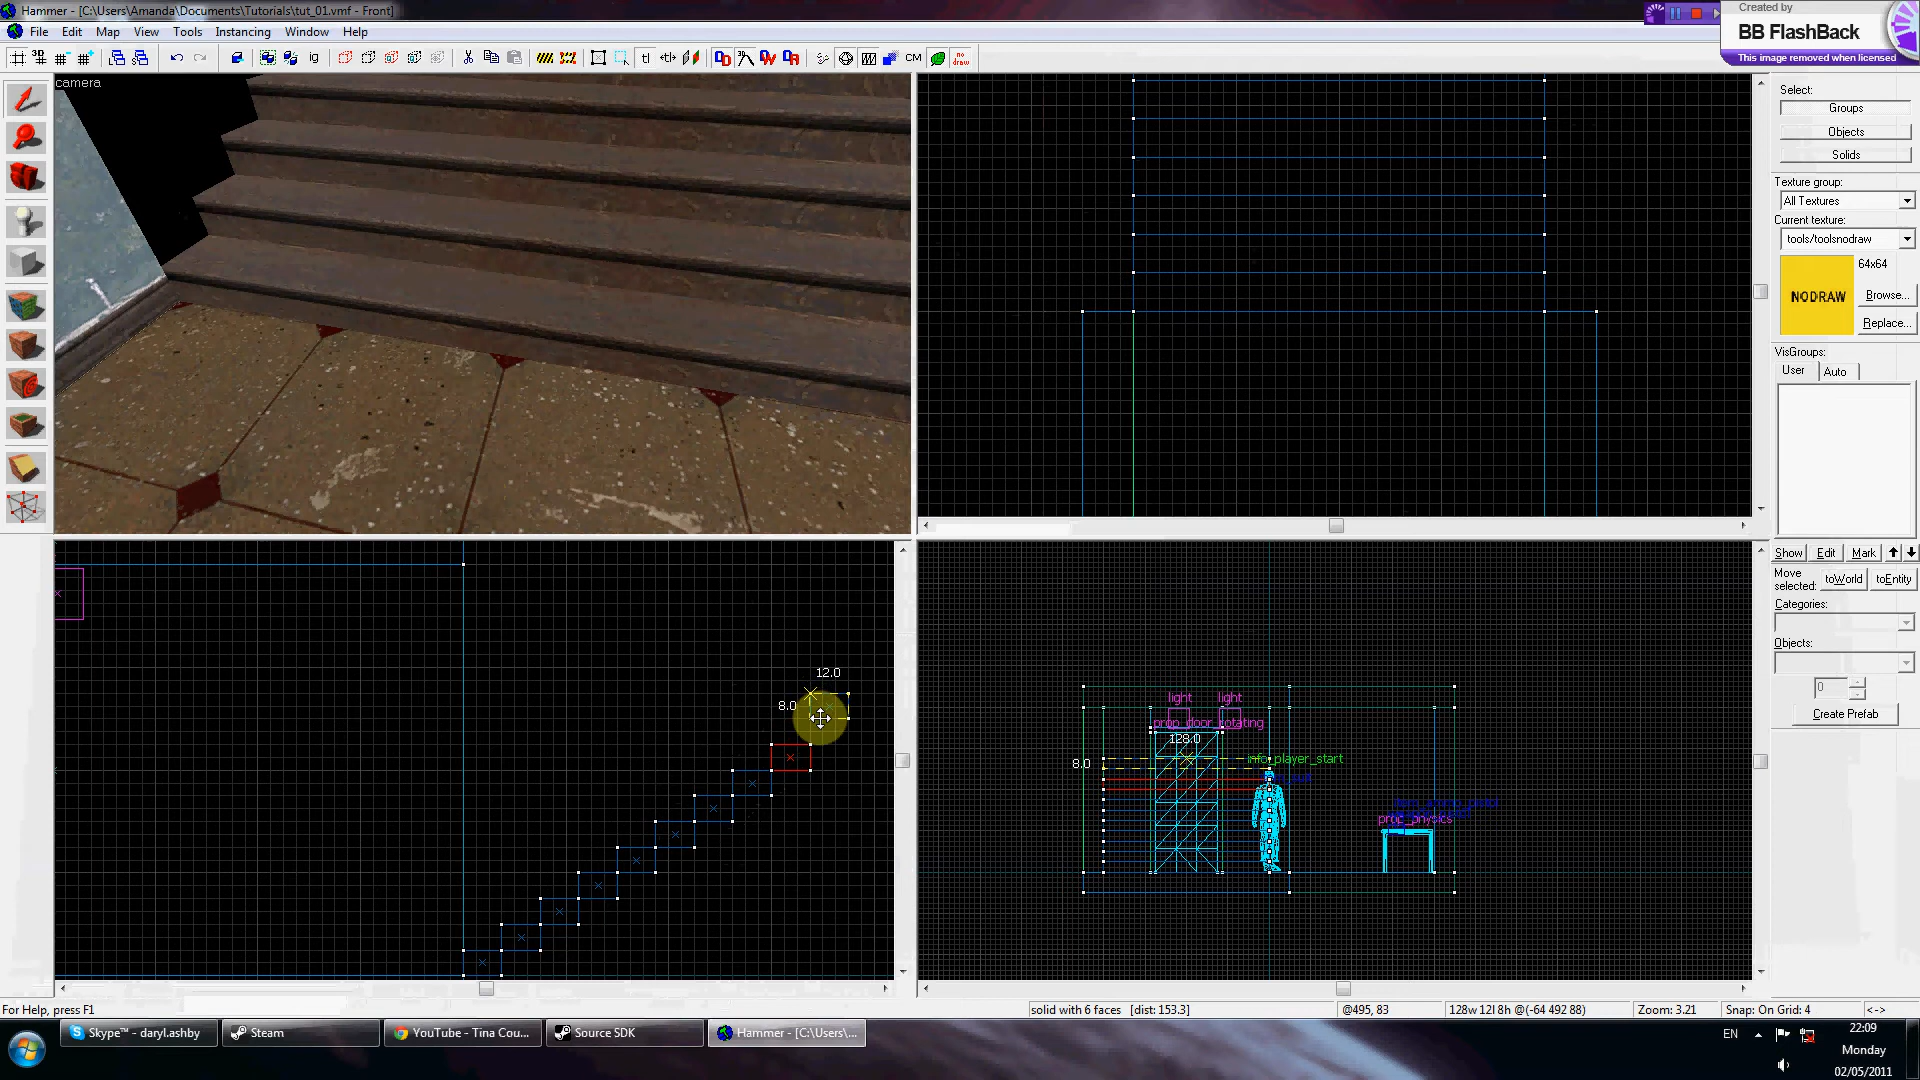 Hammer - [C:\Users\Amanda\Documents\Tutorials\tut_01.vmf - Front]
Created by
BB FlashBack
This image removed when licensed
File Edit Map View Tools Instancing Window Help
3D
ig
tl
CM
no draw
camera
Select:
Groups
Objects
Solids
Texture group:
All Textures
Current texture:
tools/toolsnodraw
64x64
NODRAW
Browse...
Replace...
VisGroups:
User Auto
Show Edit Mark
Move selected: toWorld toEntity
Categories:
Objects:
0
Create Prefab
12.0
8.0
light light
prop_door_rotating
128.0
8.0
info_player_start
prop_physics
For Help, press F1
solid with 6 faces [dist: 153.3]
@495, 83
128w 12l 8h @(-64 492 88)
Zoom: 3.21
Snap: On Grid: 4
<->
Skype™ - daryl.ashby
Steam
YouTube - Tina Cou...
Source SDK
Hammer - [C:\Users\...
EN
22:09
Monday
02/05/2011